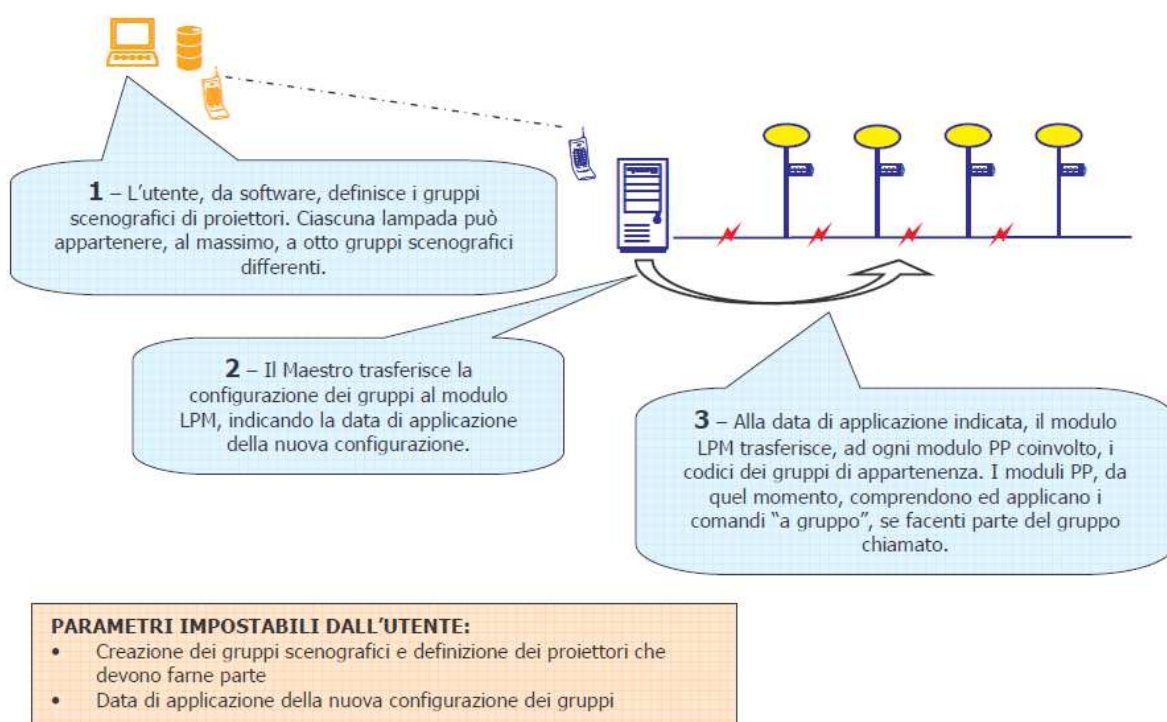 1 – L'utente, da software, definisce i gruppi
scenografici di proiettori. Ciascuna lampada può
appartenere, al massimo, a otto gruppi scenografici
differenti.
2 – Il Maestro trasferisce la
configurazione dei gruppi al modulo
LPM, indicando la data di applicazione
della nuova configurazione.
3 – Alla data di applicazione indicata, il modulo
LPM trasferisce, ad ogni modulo PP coinvolto, i
codici dei gruppi di appartenenza. I moduli PP, da
quel momento, comprendono ed applicano i
comandi "a gruppo", se facenti parte del gruppo
chiamato.
PARAMETRI IMPOSTABILI DALL'UTENTE:
• Creazione dei gruppi scenografici e definizione dei proiettori che
devono farne parte
• Data di applicazione della nuova configurazione dei gruppi